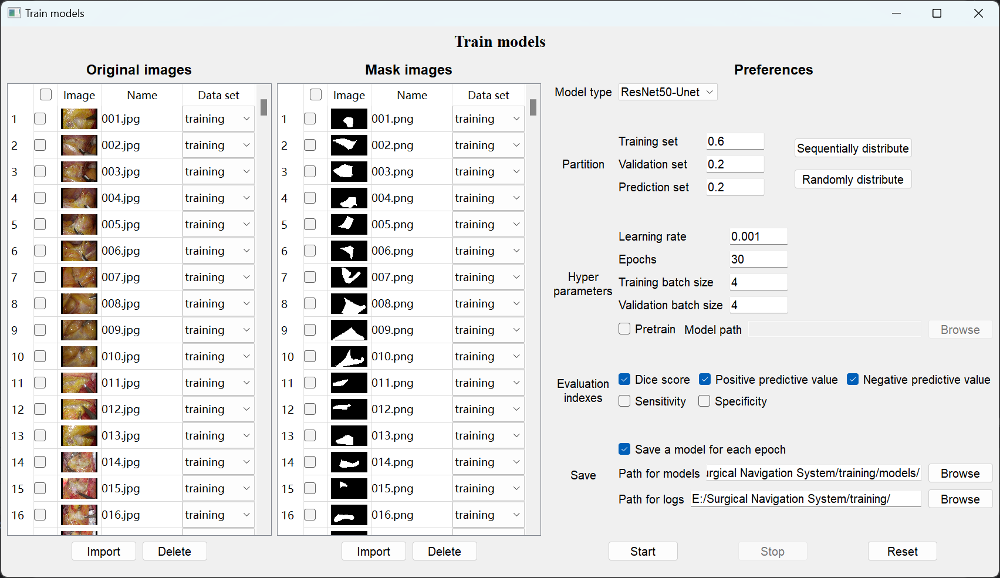 Train models
Train models
Original images
Image Name Data set
1 001.jpg training
2 002.jpg training
3 003.jpg training
4 004.jpg training
5 005.jpg training
6 006.jpg training
7 007.jpg training
8 008.jpg training
9 009.jpg training
10 010.jpg training
11 011.jpg training
12 012.jpg training
13 013.jpg training
14 014.jpg training
15 015.jpg training
16 016.jpg training
Import Delete
Mask images
Image Name Data set
1 001.png training
2 002.png training
3 003.png training
4 004.png training
5 005.png training
6 006.png training
7 007.png training
8 008.png training
9 009.png training
10 010.png training
11 011.png training
12 012.png training
13 013.png training
14 014.png training
15 015.png training
16 016.png training
Import Delete
Preferences
Model type ResNet50-Unet
Partition
Training set 0.6
Validation set 0.2
Prediction set 0.2
Sequentially distribute
Randomly distribute
Hyper
parameters
Learning rate 0.001
Epochs 30
Training batch size 4
Validation batch size 4
Pretrain Model path Browse
Evaluation
indexes
Dice score Positive predictive value Negative predictive value
Sensitivity Specificity
Save
Save a model for each epoch
Path for models urgical Navigation System/training/models/ Browse
Path for logs E:/Surgical Navigation System/training/ Browse
Start Stop Reset